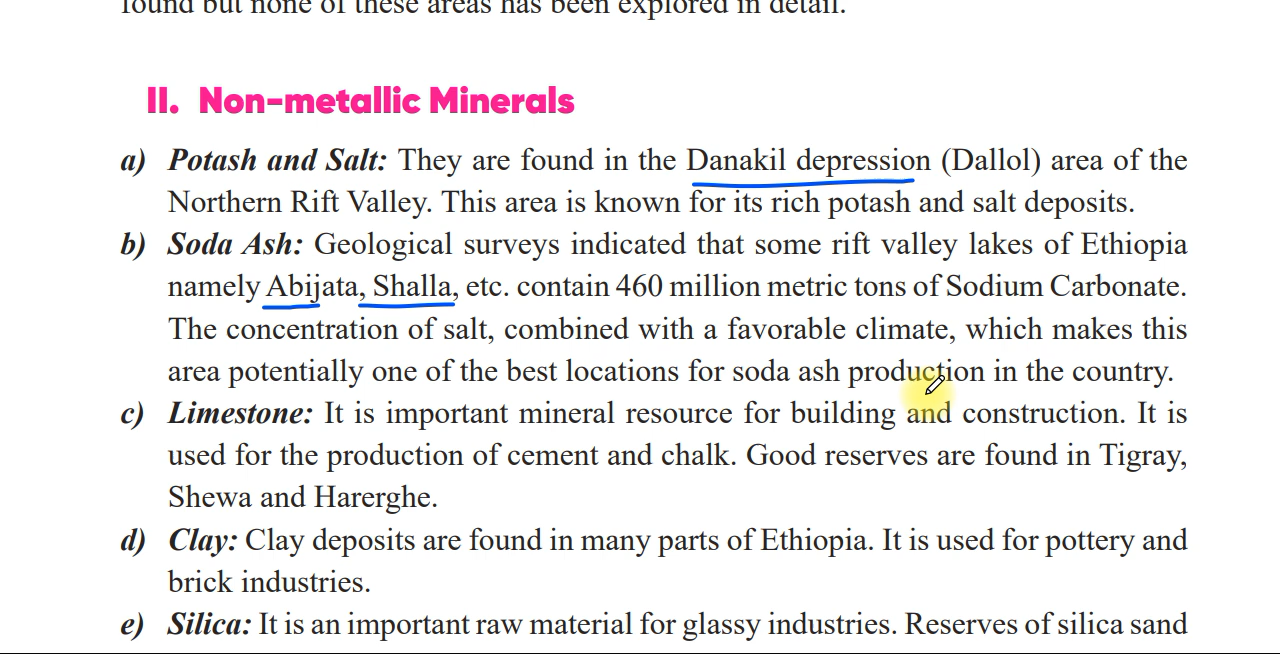 found but none of these areas has been explored in detail.
II. Non-metallic Minerals
a) Potash and Salt: They are found in the Danakil depression (Dallol) area of the
Northern Rift Valley. This area is known for its rich potash and salt deposits.
b) Soda Ash: Geological surveys indicated that some rift valley lakes of Ethiopia
namely Abijata, Shalla, etc. contain 460 million metric tons of Sodium Carbonate.
The concentration of salt, combined with a favorable climate, which makes this
area potentially one of the best locations for soda ash production in the country.
c) Limestone: It is important mineral resource for building and construction. It is
used for the production of cement and chalk. Good reserves are found in Tigray,
Shewa and Harerghe.
d) Clay: Clay deposits are found in many parts of Ethiopia. It is used for pottery and
brick industries.
e) Silica: It is an important raw material for glassy industries. Reserves of silica sand